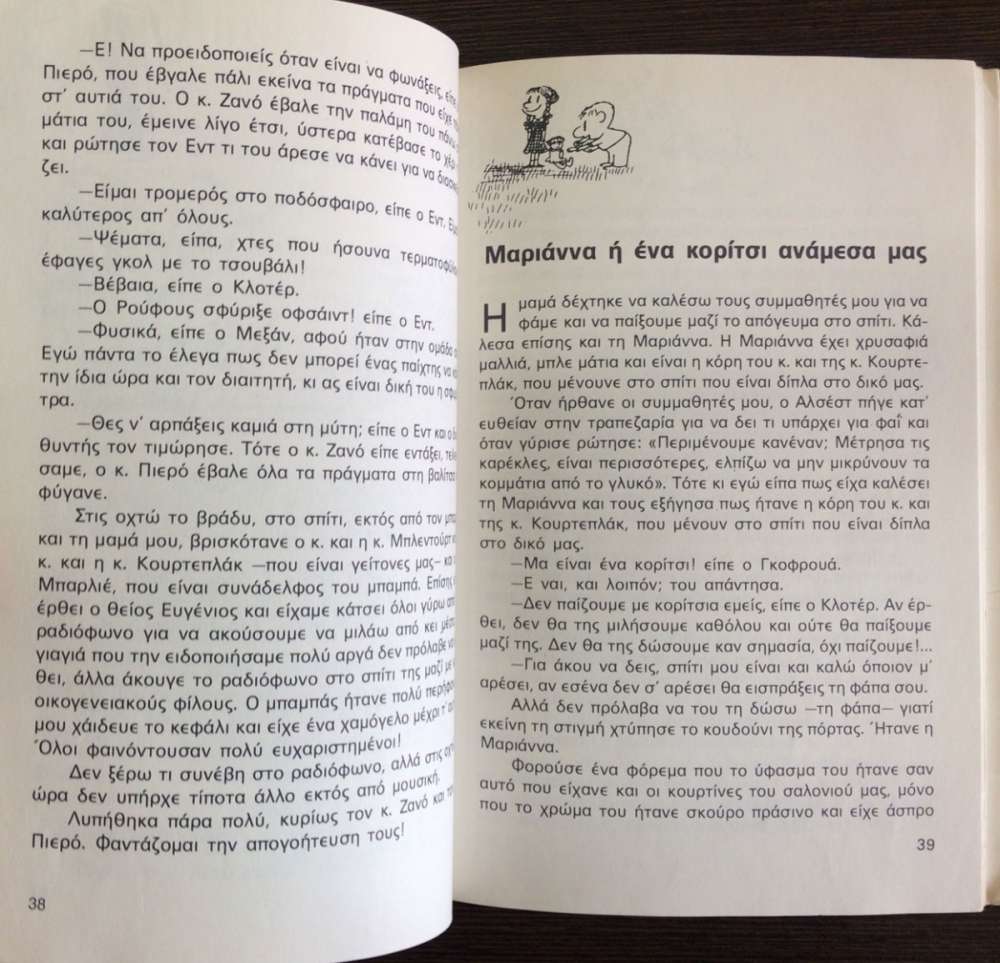 —Ε! Να προειδοποιείς όταν είναι να φωνάξεις, είπε
Πιερό, που έβγαλε πάλι εκείνα τα πράγματα που είχε
στ' αυτιά του. Ο κ. Ζανό έβαλε την παλάμη του πάνω
μάτια του, έμεινε λίγο έτσι, ύστερα κατέβασε το χέρι
και ρώτησε τον Εντ τι του άρεσε να κάνει για να
ζει.
—Είμαι τρομερός στο ποδόσφαιρο, είπε ο Εντ,
καλύτερος απ' όλους.
—Ψέματα, είπα, χτες που ήσουνα
έφαγες γκολ με το τσουβάλι!
—Βέβαια, είπε ο Κλοτέρ.
—Ο Ρούφους σφύριξε οφσάιντ! είπε ο Εντ.
—Φυσικά, είπε ο Μεξάν, αφού ήταν στην ομάδα
Εγώ πάντα το έλεγα πως δεν μπορεί ένας παίχτης να
την ίδια ώρα και τον διαιτητή, κι ας είναι δική του η
τρα.
—Θες ν' αρπάξεις καμιά στη μύτη; είπε ο Εντ και ο
θυντής τον τιμώρησε. Τότε ο κ. Ζανό είπε εντάξει,
σαμε, ο κ. Πιερό έβαλε όλα τα πράγματα στη βαλίτσα
φύγανε.
Στις οχτώ το βράδυ, στο σπίτι, εκτός από τον
και τη μαμά μου, βρισκότανε ο κ. και η κ. Μπλεντούρτ
κ. και η κ. Κουρτεπλάκ —που είναι γείτονες μας—
Μπαρλιέ, που είναι συνάδελφος του μπαμπά. Επίσης
έρθει ο θείος Ευγένιος και είχαμε κάτσει όλοι γύρω
ραδιόφωνο για να ακούσουμε να μιλάω από κει μέσα
γιαγιά που την ειδοποιήσαμε πολύ αργά δεν πρόλαβε
θει, άλλα άκουγε το ραδιόφωνο στο σπίτι της μαζί με
οικογενειακούς φίλους. Ο μπαμπάς ήτανε πολύ
μου χάιδευε το κεφάλι και είχε ένα χαμόγελο μέχρι τ'
Όλοι φαινόντουσαν πολύ ευχαριστημένοι!
Δεν ξέρω τι συνέβη στο ραδιόφωνο, αλλά στις
ώρα δεν υπήρχε τίποτα άλλο εκτός από μουσική.
Λυπήθηκα πάρα πολύ, κυρίως τον κ. Ζανό και
Πιερό. Φαντάζομαι την απογοήτευση τους!
38
Μαριάννα ή ένα κορίτσι ανάμεσα μας
Η μαμά δέχτηκε να καλέσω τους συμμαθητές μου για να
φάμε και να παίξουμε μαζί το απόγευμα στο σπίτι. Κά-
λεσα επίσης και τη Μαριάννα. Η Μαριάννα έχει χρυσαφιά
μαλλιά, μπλε μάτια και είναι η κόρη του κ. και της κ. Κουρτε-
πλάκ, που μένουνε στο σπίτι που είναι δίπλα στο δικό μας.
Όταν ήρθανε οι συμμαθητές μου, ο Αλσέστ πήγε κατ'
ευθείαν στην τραπεζαρία για να δει τι υπάρχει για φαΐ και
όταν γύρισε ρώτησε: «Περιμένουμε κανέναν; Μέτρησα τις
καρέκλες, είναι περισσότερες, ελπίζω να μην μικρύνουν τα
κομμάτια από το γλυκό». Τότε κι εγώ είπα πως είχα καλέσει
τη Μαριάννα και τους εξήγησα πως ήτανε η κόρη του κ. και
της κ. Κουρτεπλάκ, που μένουν στο σπίτι που είναι δίπλα
στο δικό μας.
—Μα είναι ένα κορίτσι! είπε ο Γκοφρουά.
—Ε ναι, και λοιπόν; του απάντησα.
—Δεν παίζουμε με κορίτσια εμείς, είπε ο Κλοτέρ. Αν έρ-
θει, δεν θα της μιλήσουμε καθόλου και ούτε θα παίξουμε
μαζί της. Δεν θα της δώσουμε καν σημασία, όχι παίζουμε!...
—Για άκου να δεις, σπίτι μου είναι και καλώ όποιον μ'
αρέσει, αν εσένα δεν σ' αρέσει θα εισπράξεις τη φάπα σου.
Αλλά δεν πρόλαβα να του τη δώσω —τη φάπα— γιατί
εκείνη τη στιγμή χτύπησε το κουδούνι της πόρτας. Ήτανε η
Μαριάννα.
Φορούσε ένα φόρεμα που το ύφασμα του ήτανε σαν
αυτό που είχανε και οι κουρτίνες του σαλονιού μας, μόνο
που το χρώμα του ήτανε σκούρο πράσινο και είχε άσπρο
39